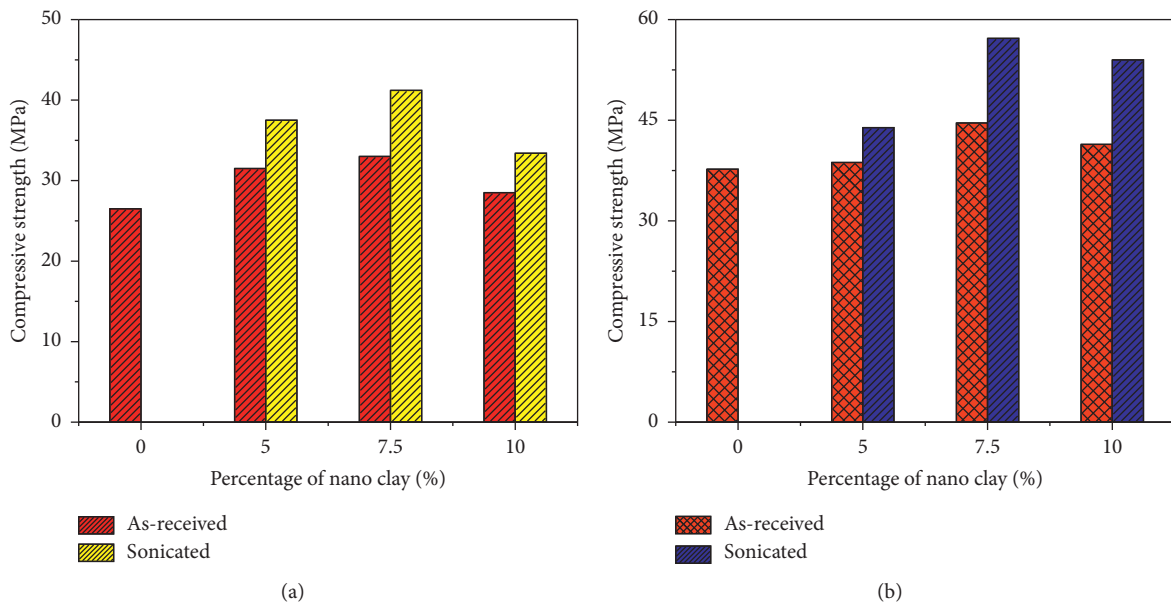 50
40
30
20
10
0
Compressive strength (MPa)
0 5 7.5 10
Percentage of nano clay (%)
As-received
Sonicated
(a)
60
45
30
15
0
Compressive strength (MPa)
0 5 7.5 10
Percentage of nano clay (%)
As-received
Sonicated
(b)